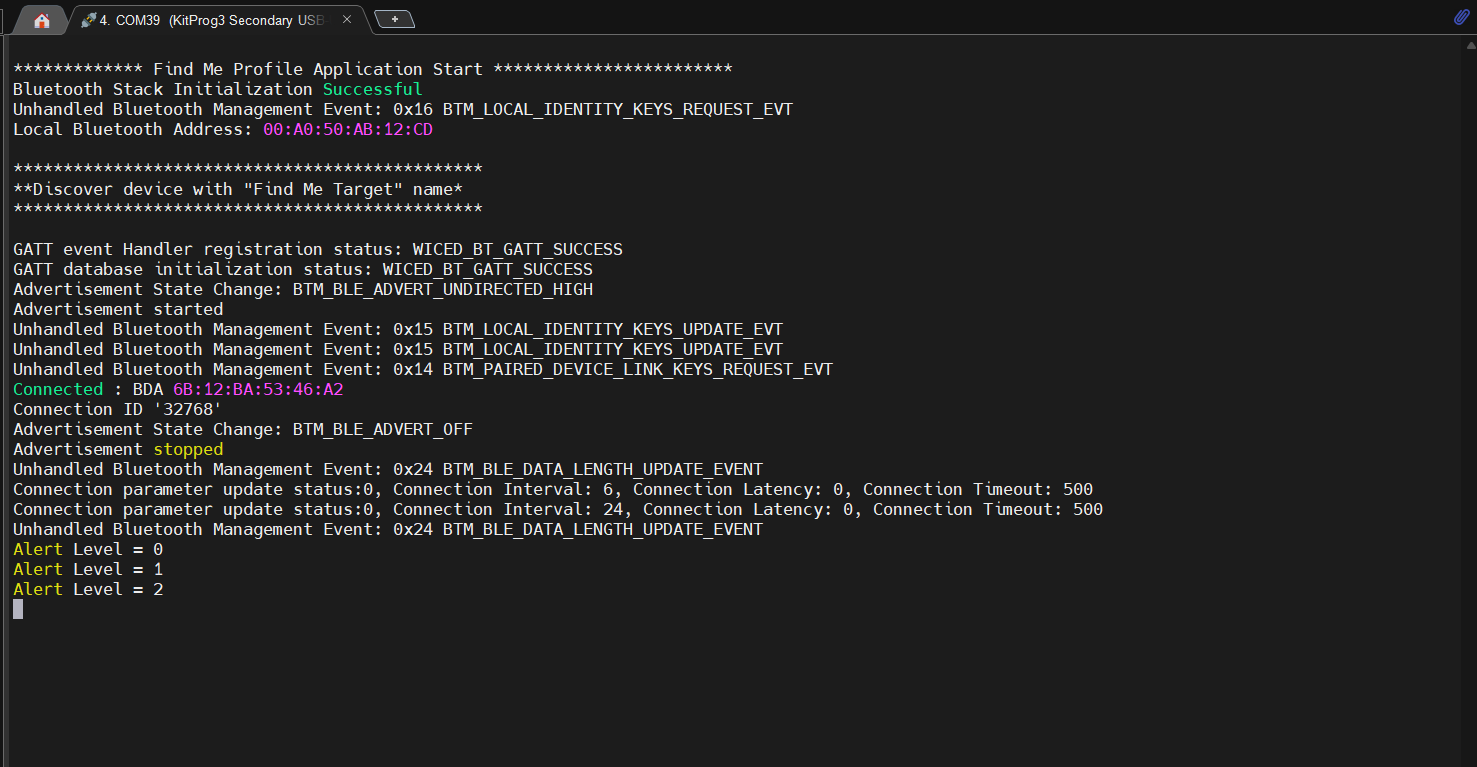 4. COM39 (KitProg3 Secondary USB
************* Find Me Profile Application Start ************************
Bluetooth Stack Initialization Successful
Unhandled Bluetooth Management Event: 0x16 BTM_LOCAL_IDENTITY_KEYS_REQUEST_EVT
Local Bluetooth Address: 00:A0:50:AB:12:CD
***********************************************
**Discover device with "Find Me Target" name*
***********************************************
GATT event Handler registration status: WICED_BT_GATT_SUCCESS
GATT database initialization status: WICED_BT_GATT_SUCCESS
Advertisement State Change: BTM_BLE_ADVERT_UNDIRECTED_HIGH
Advertisement started
Unhandled Bluetooth Management Event: 0x15 BTM_LOCAL_IDENTITY_KEYS_UPDATE_EVT
Unhandled Bluetooth Management Event: 0x15 BTM_LOCAL_IDENTITY_KEYS_UPDATE_EVT
Unhandled Bluetooth Management Event: 0x14 BTM_PAIRED_DEVICE_LINK_KEYS_REQUEST_EVT
Connected : BDA 6B:12:BA:53:46:A2
Connection ID '32768'
Advertisement State Change: BTM_BLE_ADVERT_OFF
Advertisement stopped
Unhandled Bluetooth Management Event: 0x24 BTM_BLE_DATA_LENGTH_UPDATE_EVENT
Connection parameter update status:0, Connection Interval: 6, Connection Latency: 0, Connection Timeout: 500
Connection parameter update status:0, Connection Interval: 24, Connection Latency: 0, Connection Timeout: 500
Unhandled Bluetooth Management Event: 0x24 BTM_BLE_DATA_LENGTH_UPDATE_EVENT
Alert Level = 0
Alert Level = 1
Alert Level = 2